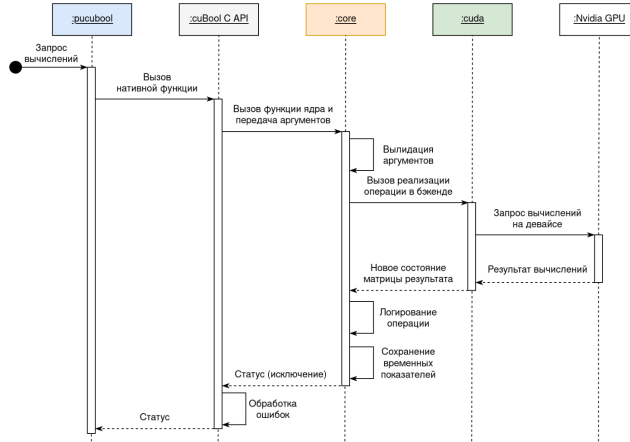 :pucubool
:cuBool C API
:core
:cuda
:Nvidia GPU
Запрос
вычислений
Вызов
нативной функции
Вызов функции ядра и
передача аргументов
Вылидация
аргументов
Вызов реализации
операции в бэкенде
Запрос вычислений
на девайсе
Новое состояние
матрицы результата
Результат вычислений
Логирование
операции
Сохранение
временных
показателей
Статус (исключение)
Обработка
ошибок
Статус